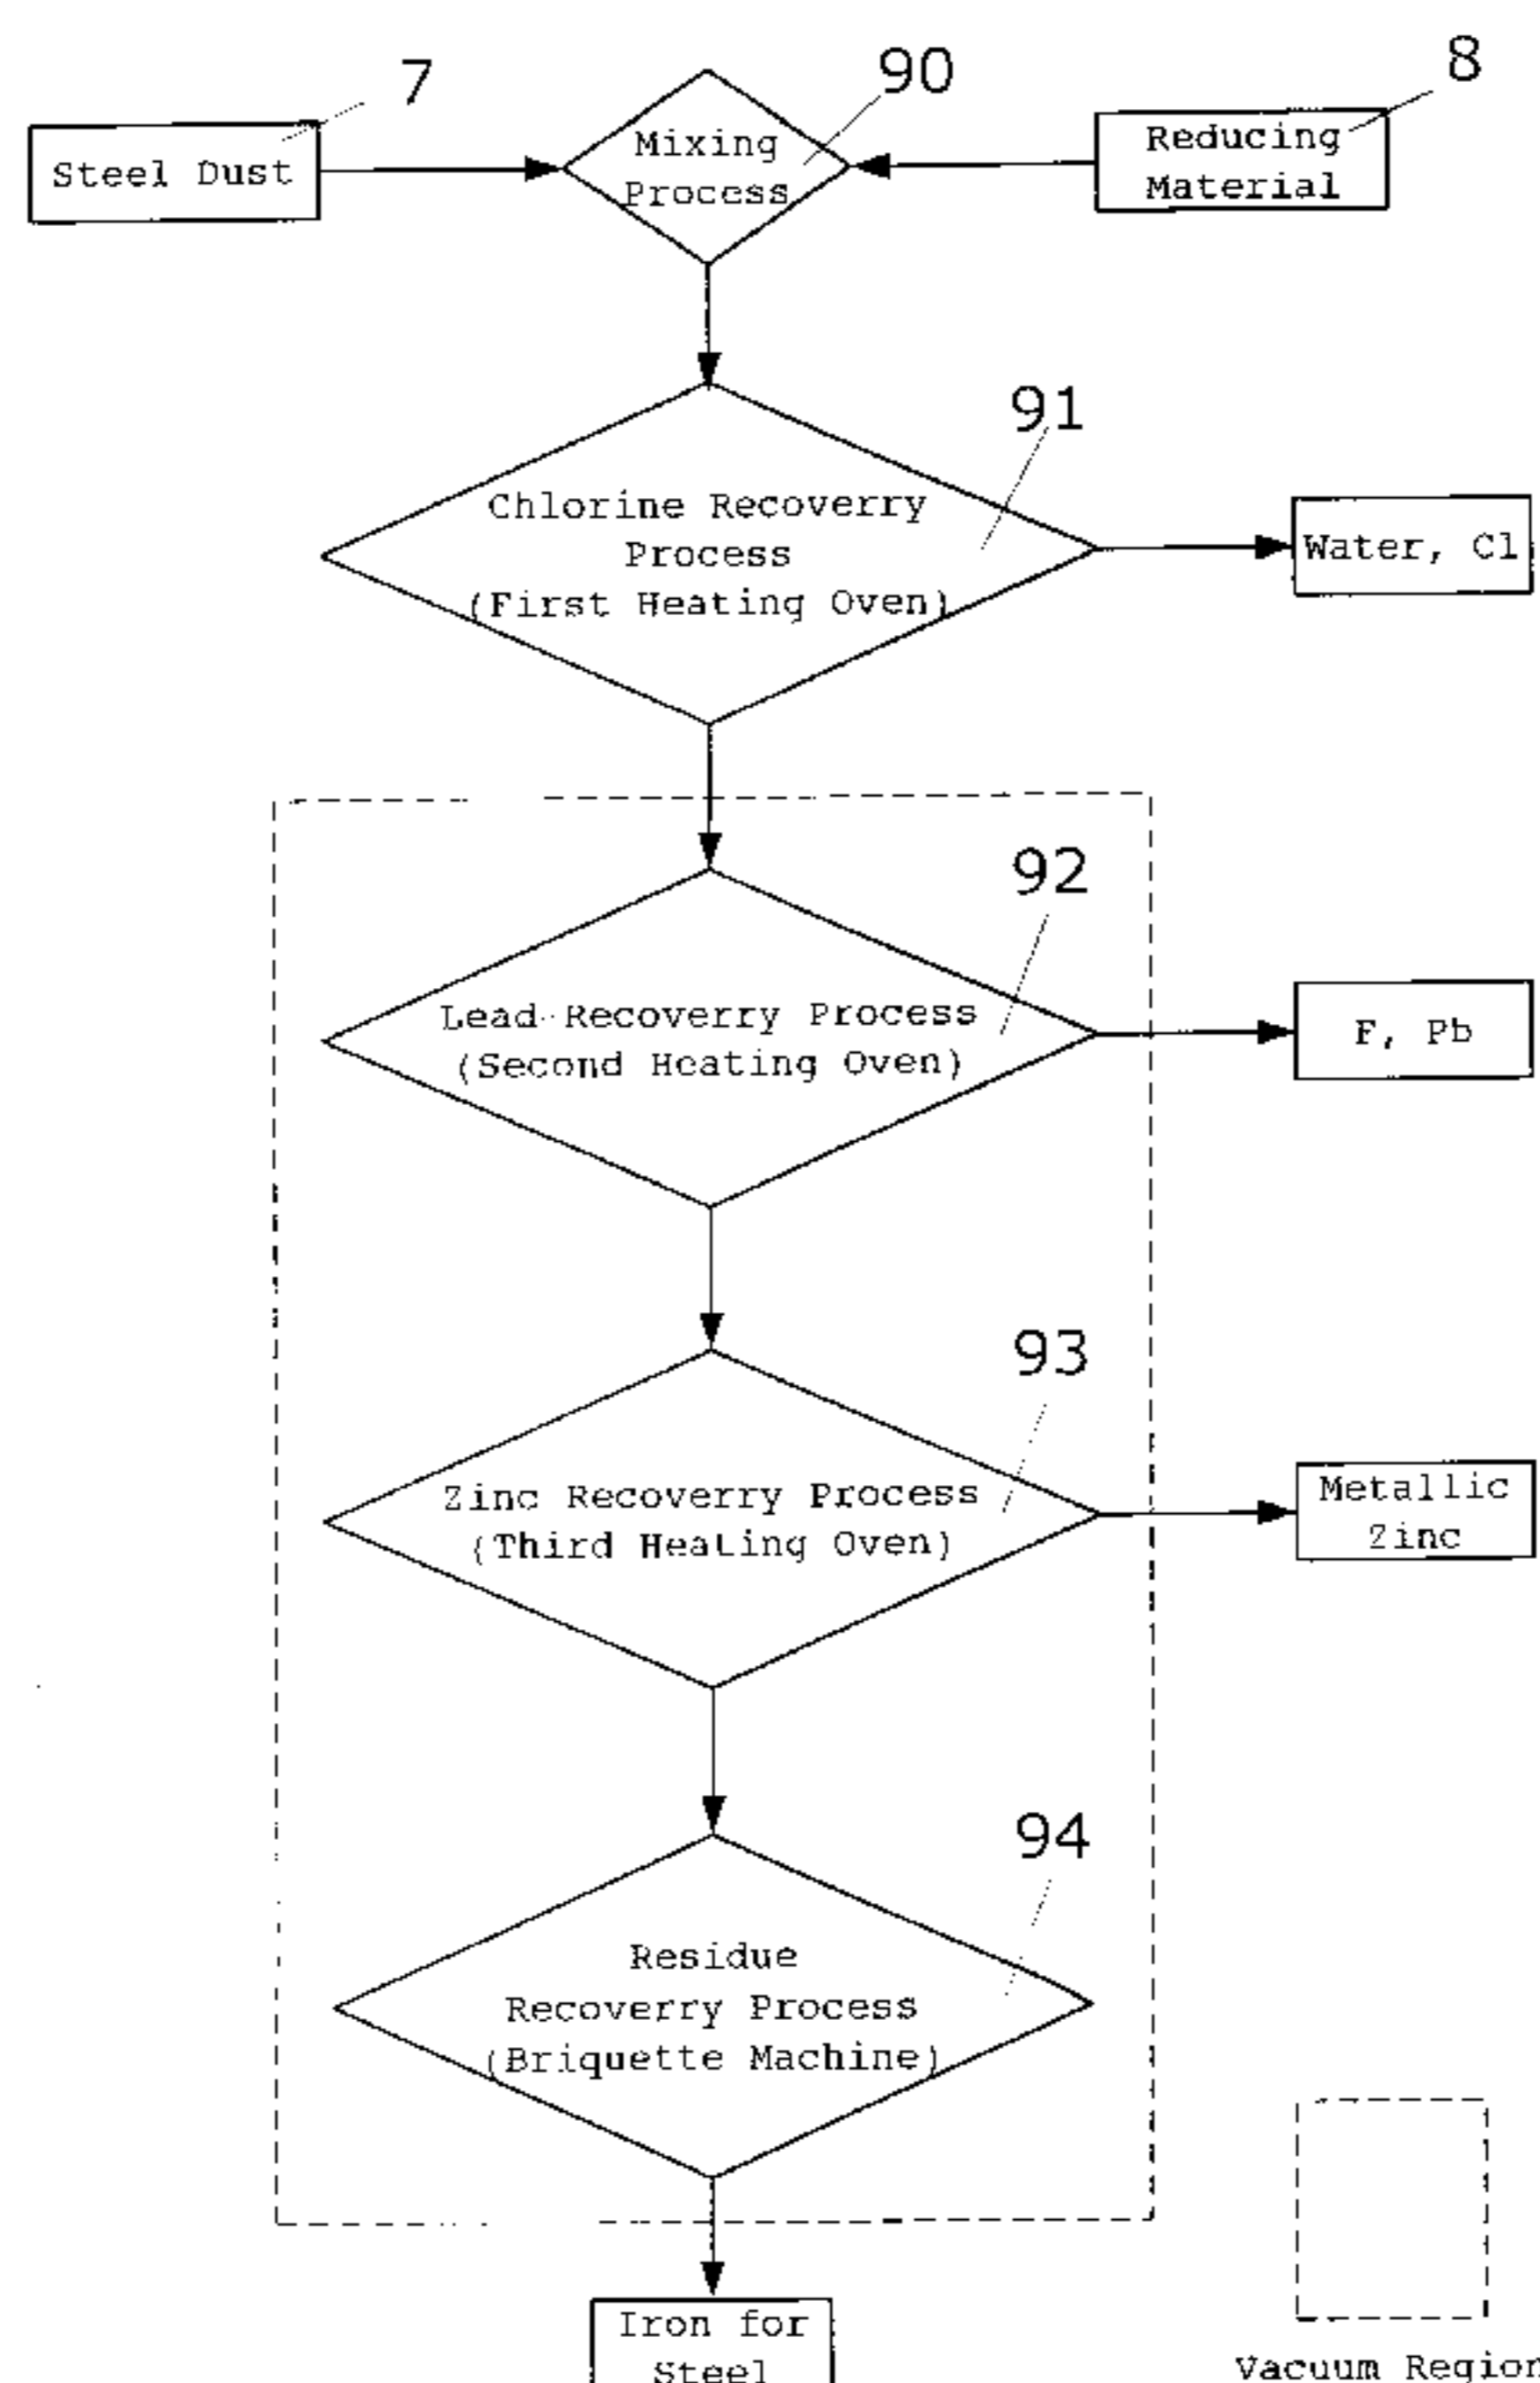 7
90
8
Steel Dust
Mixing
Process
Reducing
Material
91
Chlorine Recoverry
Process
(First Heating Oven)
Water, Cl
92
Lead Recoverry Process
(Second Heating Oven)
F, Pb
93
Zinc Recoverry Process
(Third Heating Oven)
Metallic
Zinc
94
Residue
Recoverry Process
(Briquette Machine)
Iron for
Steel
Vacuum Region